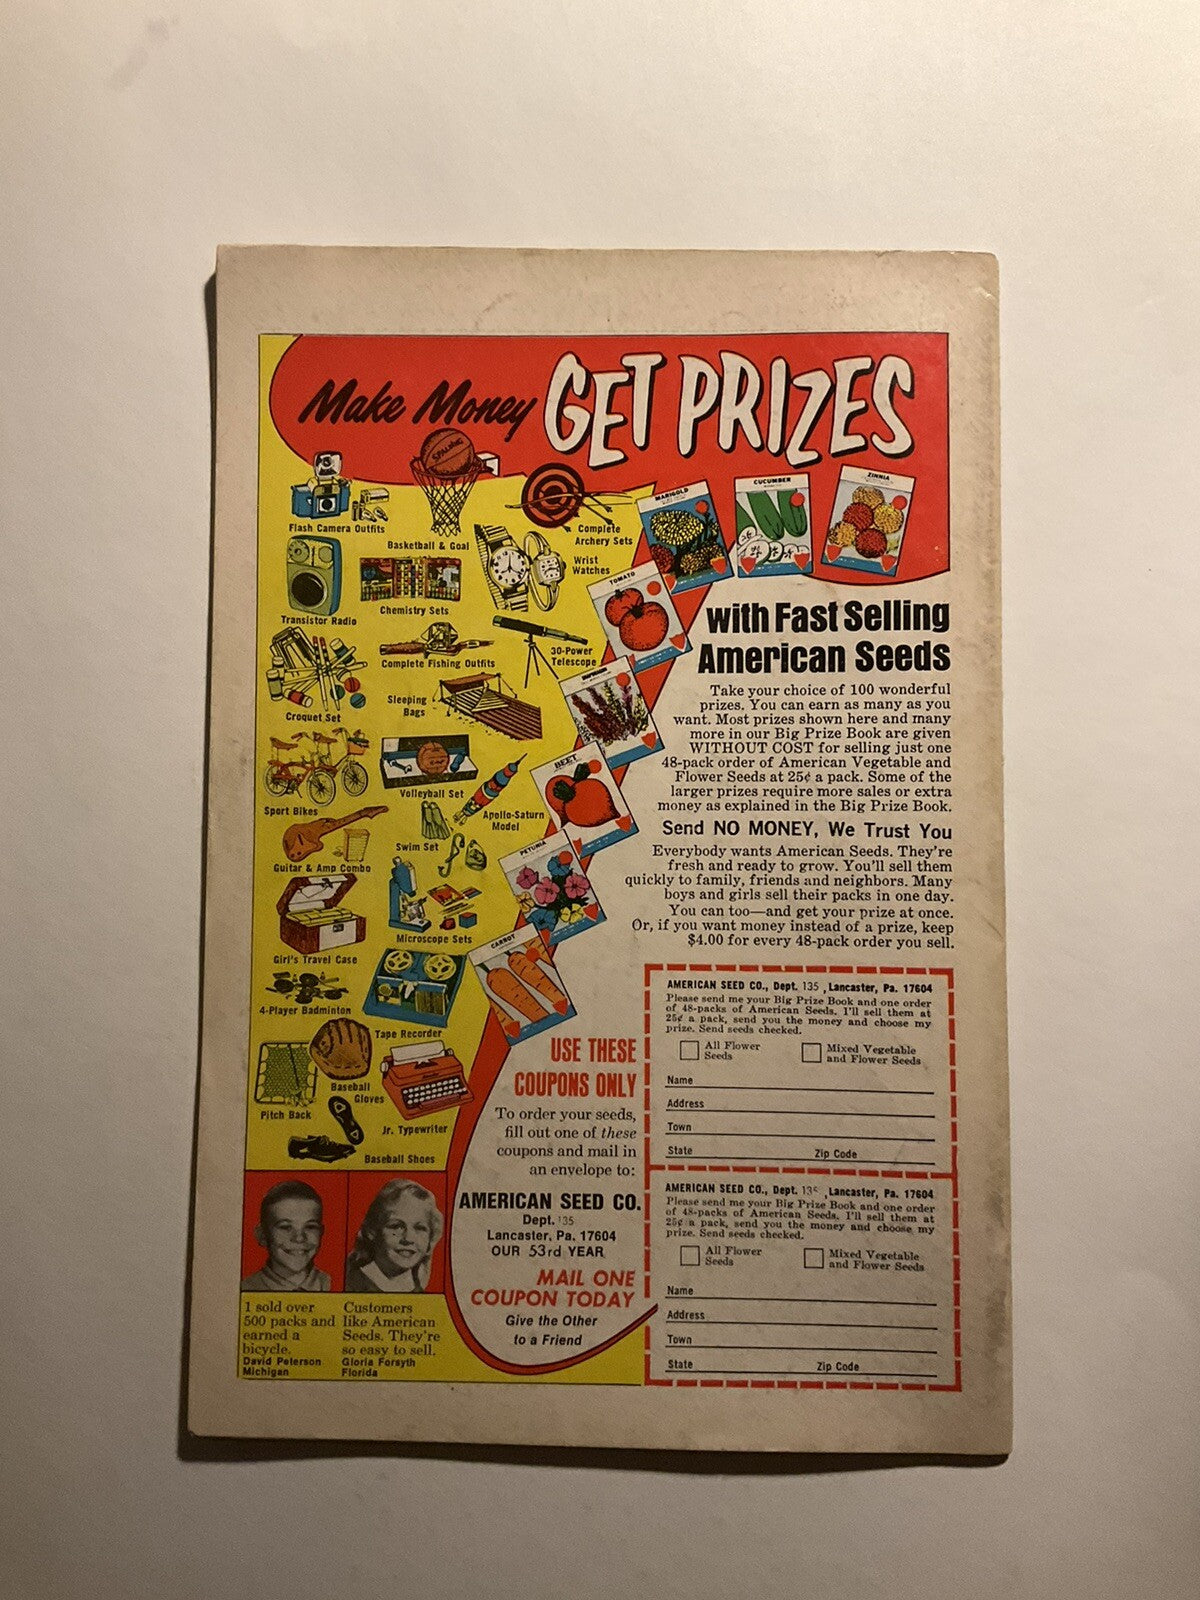 Make Money GET PRIZES
SPALDING
Flash Camera Outfits
Basketball & Goal
Complete
Archery Sets
Wrist
Watches
Transistor Radio
Chemistry Sets
Complete Fishing Outfits
30-Power
Telescope
Croquet Set
Sleeping
Bags
Sport Bikes
Volleyball Set
Apollo-Saturn
Model
Guitar & Amp Combo
Swim Set
Girl's Travel Case
Microscope Sets
4-Player Badminton
Tape Recorder
Pitch Back
Baseball
Gloves
Jr. Typewriter
Baseball Shoes
MARIGOLD
CUCUMBER
ZINNIA
TOMATO
BEET
PETUNIA
CARROT
with Fast Selling
American Seeds
Take your choice of 100 wonderful
prizes. You can earn as many as you
want. Most prizes shown here and many
more in our Big Prize Book are given
WITHOUT COST for selling just one
48-pack order of American Vegetable and
Flower Seeds at 25¢ a pack. Some of the
larger prizes require more sales or extra
money as explained in the Big Prize Book.
Send NO MONEY, We Trust You
Everybody wants American Seeds. They're
fresh and ready to grow. You'll sell them
quickly to family, friends and neighbors. Many
boys and girls sell their packs in one day.
You can too—and get your prize at once.
Or, if you want money instead of a prize, keep
$4.00 for every 48-pack order you sell.
USE THESE
COUPONS ONLY
To order your seeds,
fill out one of these
coupons and mail in
an envelope to:
AMERICAN SEED CO.
Dept. 135
Lancaster, Pa. 17604
OUR 53rd YEAR
MAIL ONE
COUPON TODAY
Give the Other
to a Friend
AMERICAN SEED CO., Dept. 135, Lancaster, Pa. 17604
Please send me your Big Prize Book and one order
of 48-packs of American Seeds. I'll sell them at
25¢ a pack, send you the money and choose my
prize. Send seeds checked.
All Flower
Seeds
Mixed Vegetable
and Flower Seeds
Name
Address
Town
State Zip Code
AMERICAN SEED CO., Dept. 135, Lancaster, Pa. 17604
Please send me your Big Prize Book and one order
of 48-packs of American Seeds. I'll sell them at
25¢ a pack, send you the money and choose my
prize. Send seeds checked.
All Flower
Seeds
Mixed Vegetable
and Flower Seeds
Name
Address
Town
State Zip Code
I sold over
500 packs and
earned a
bicycle.
David Peterson
Michigan
Customers
like American
Seeds. They're
so easy to sell.
Gloria Forsyth
Florida